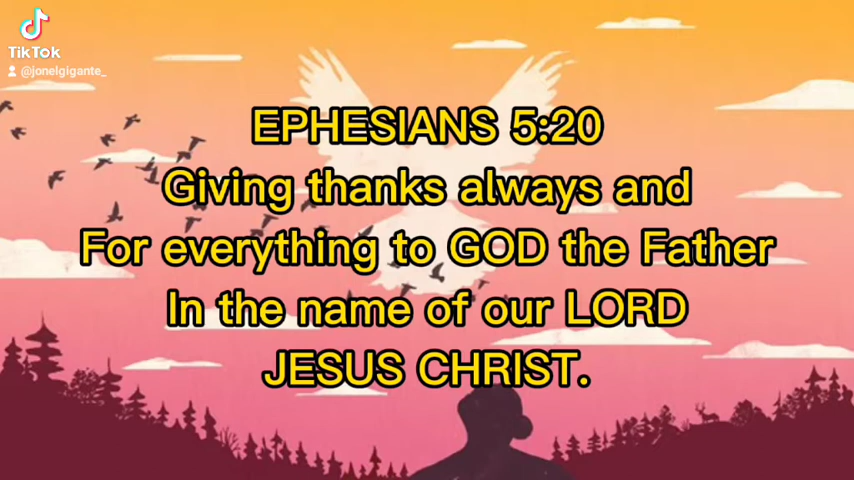 TikTok
@jonelgigante_
EPHESIANS 5:20
Giving thanks always and
For everything to GOD the Father
In the name of our LORD
JESUS CHRIST.